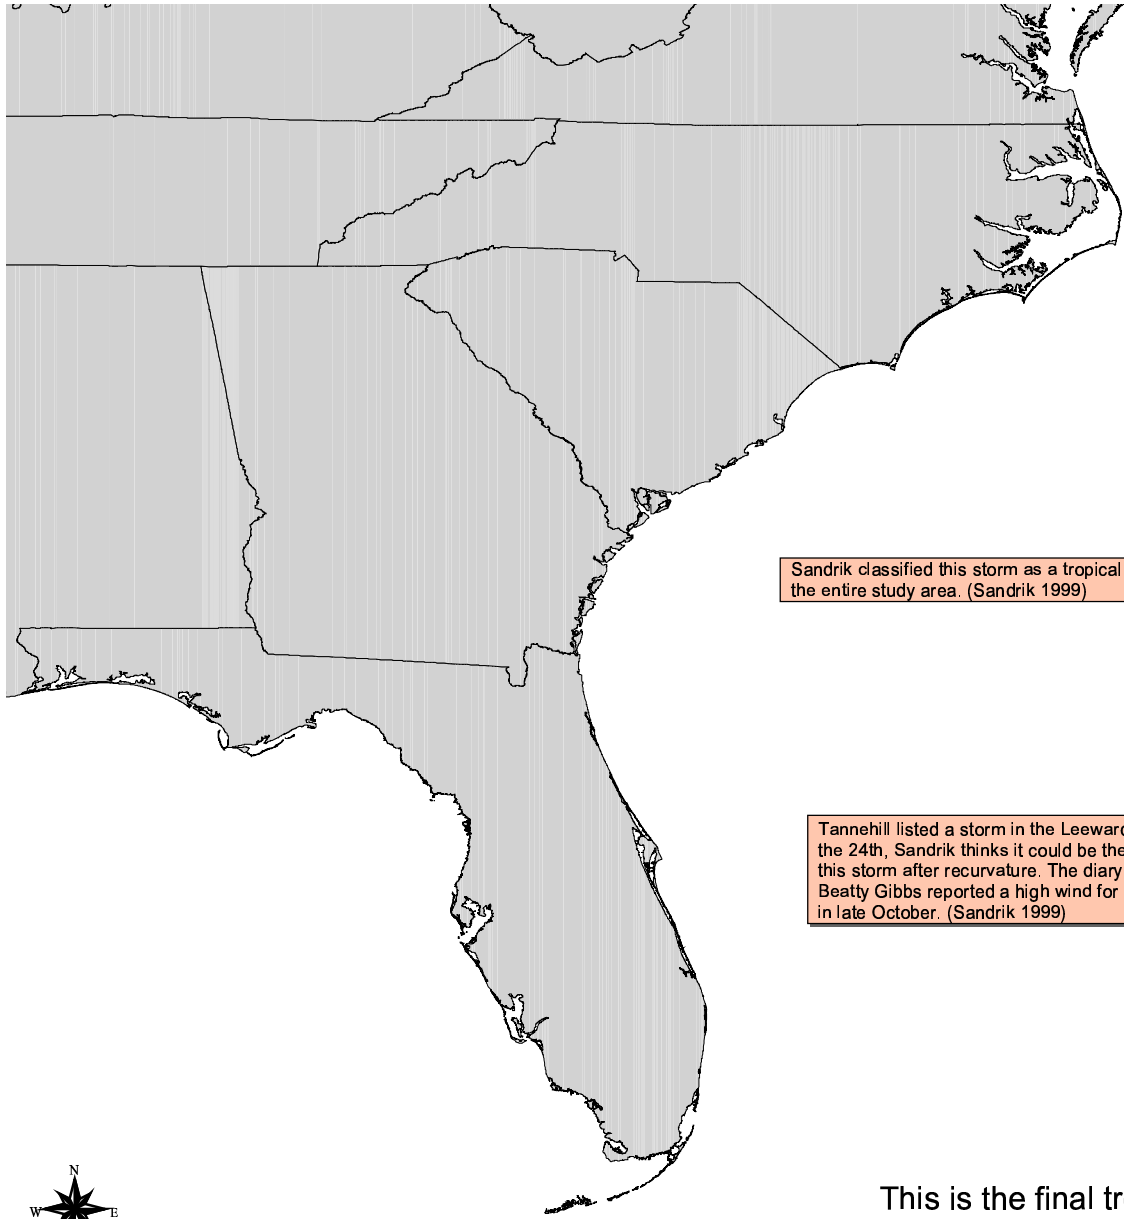 Sandrik classified this storm as a tropical
the entire study area. (Sandrik 1999)
Tannehill listed a storm in the Leeward
the 24th, Sandrik thinks it could be the
this storm after recurvature. The diary
Beatty Gibbs reported a high wind for
in late October. (Sandrik 1999)
N
W E
This is the final tr